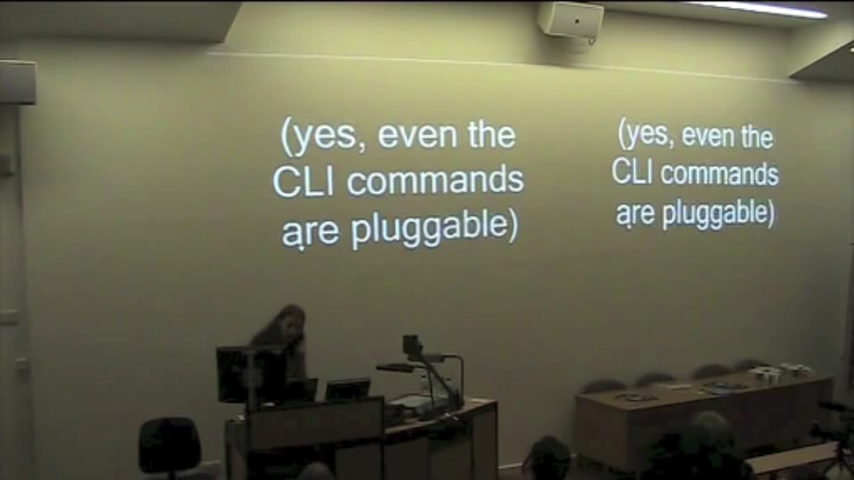 (yes, even the
CLI commands
are pluggable)
(yes, even the
CLI commands
are pluggable)